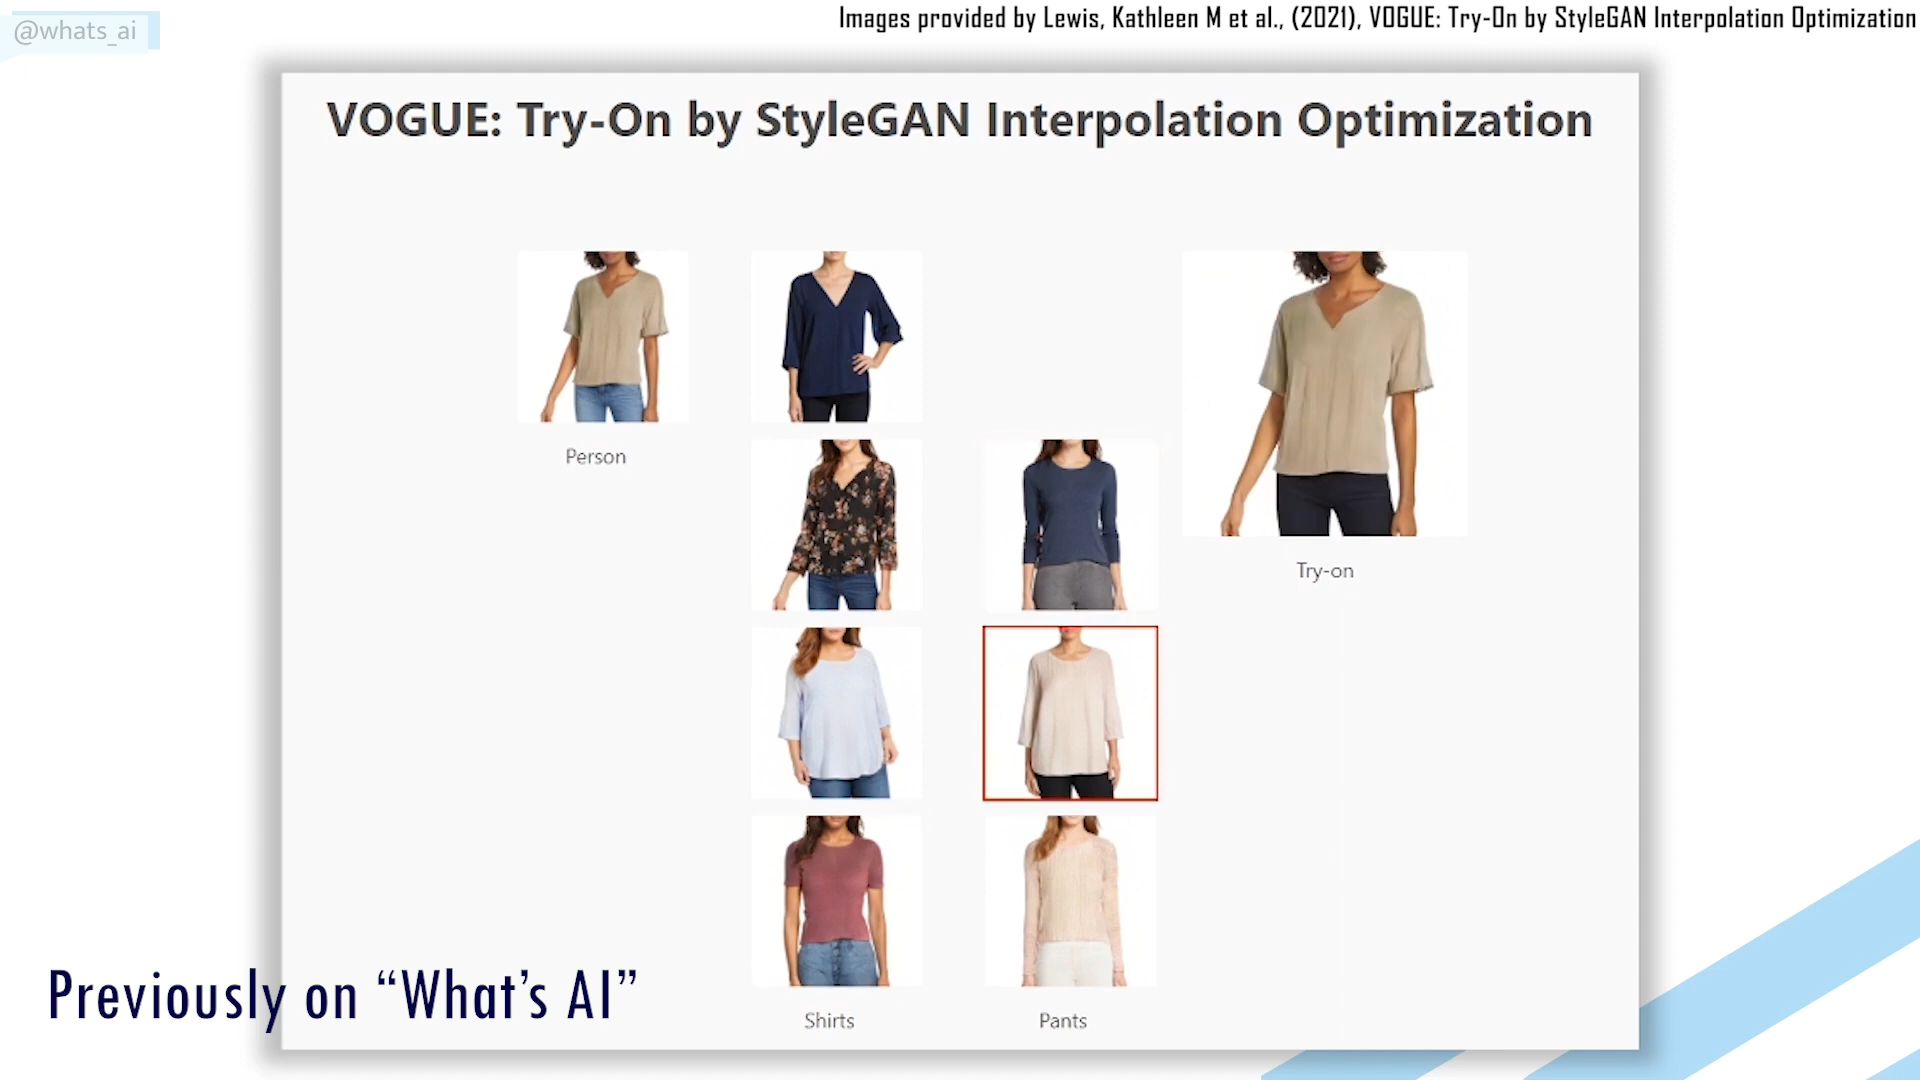 @whats_ai
Images provided by Lewis, Kathleen M et al., (2021), VOGUE: Try-On by StyleGAN Interpolation Optimization
VOGUE: Try-On by StyleGAN Interpolation Optimization
Person
Try-on
Previously on “What’s AI”
Shirts
Pants